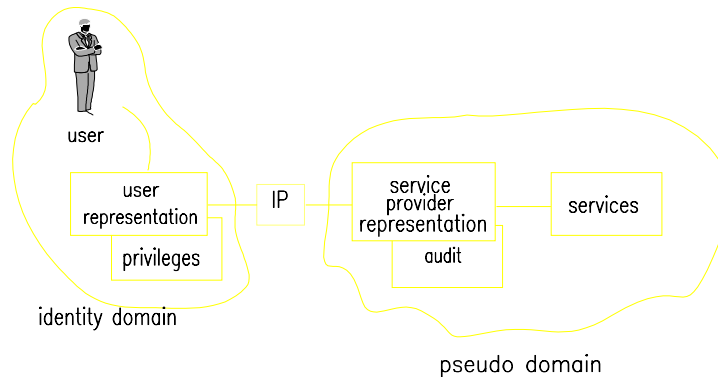 user
user
representation
privileges
identity domain
IP
service
provider
representation
audit
services
pseudo domain